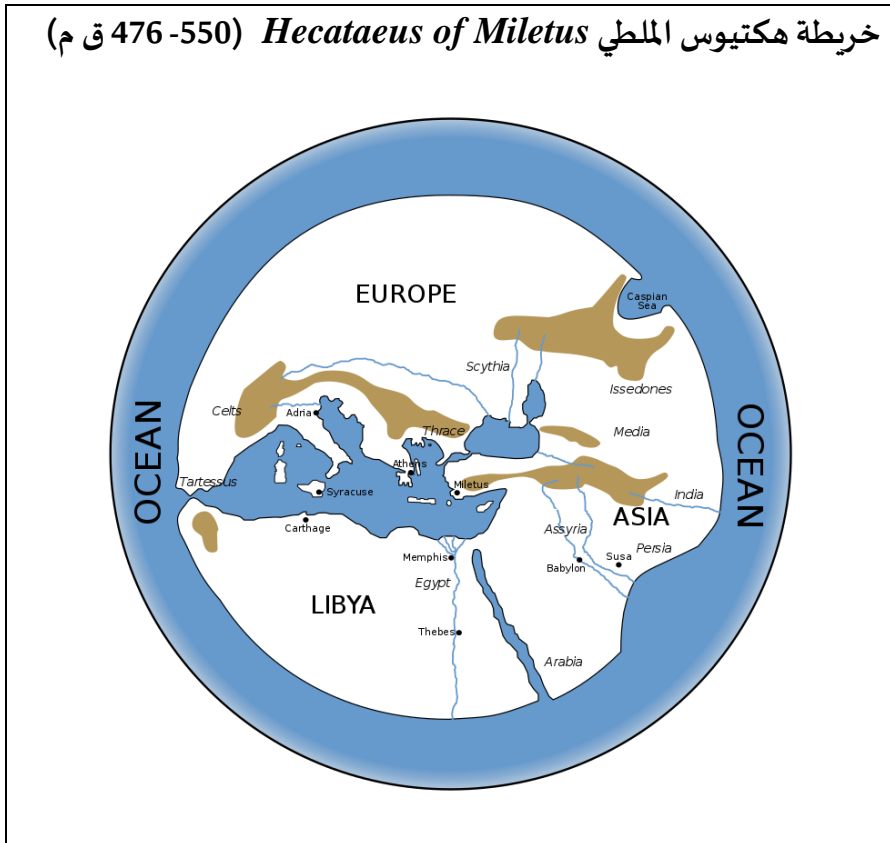 خريطة هكتيوس الملطي Hecataeus of Miletus (550- 476 ق م)
EUROPE
Caspian
Sea
Scythia
Issedones
Celts
Adria
Thrace
Media
OCEAN
OCEAN
Athens
Tartessus
Syracuse
Miletus
India
Carthage
ASIA
Assyria
Persia
Memphis
Susa
Babylon
Egypt
LIBYA
Thebes
Arabia